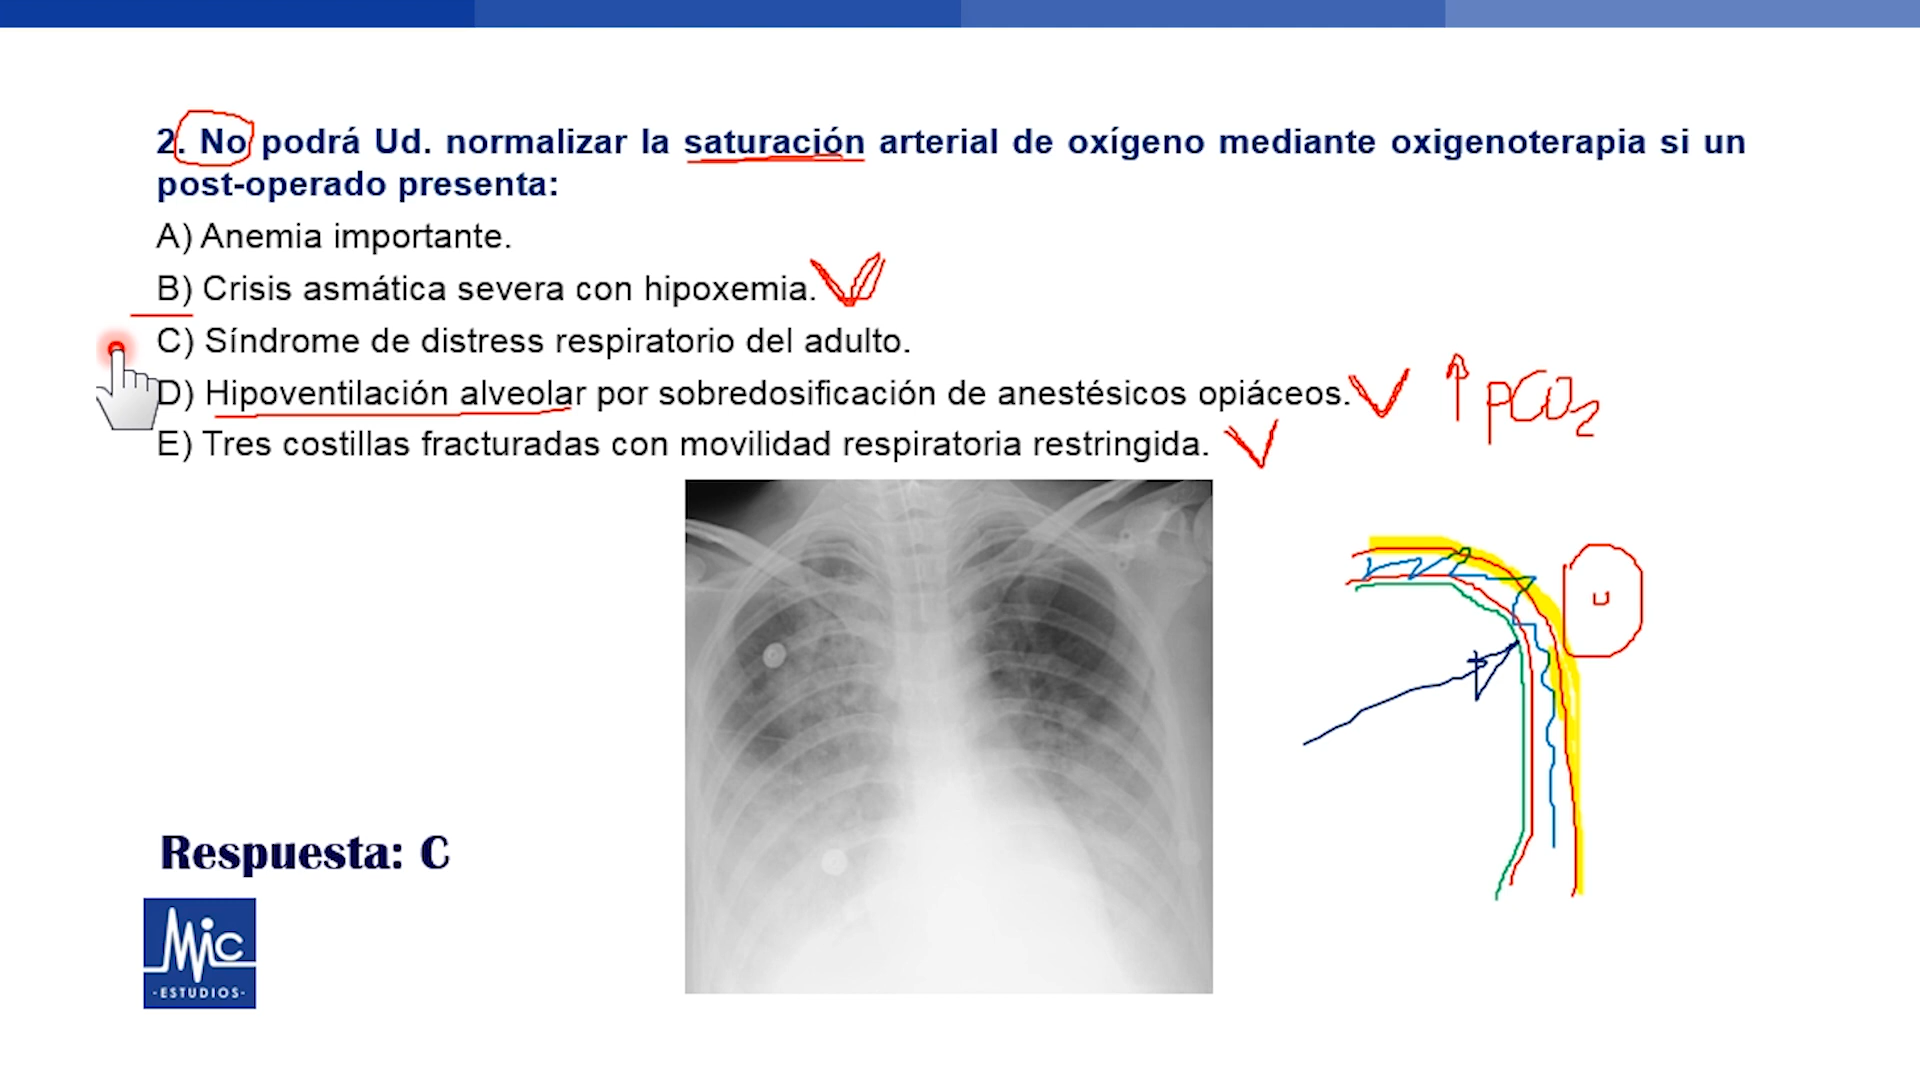 2. No podrá Ud. normalizar la saturación arterial de oxígeno mediante oxigenoterapia si un
post-operado presenta:
A) Anemia importante.
B) Crisis asmática severa con hipoxemia.
C) Síndrome de distress respiratorio del adulto.
D) Hipoventilación alveolar por sobredosificación de anestésicos opiáceos.
↑ pCO2
E) Tres costillas fracturadas con movilidad respiratoria restringida.
Respuesta: C
Mic
-ESTUDIOS-